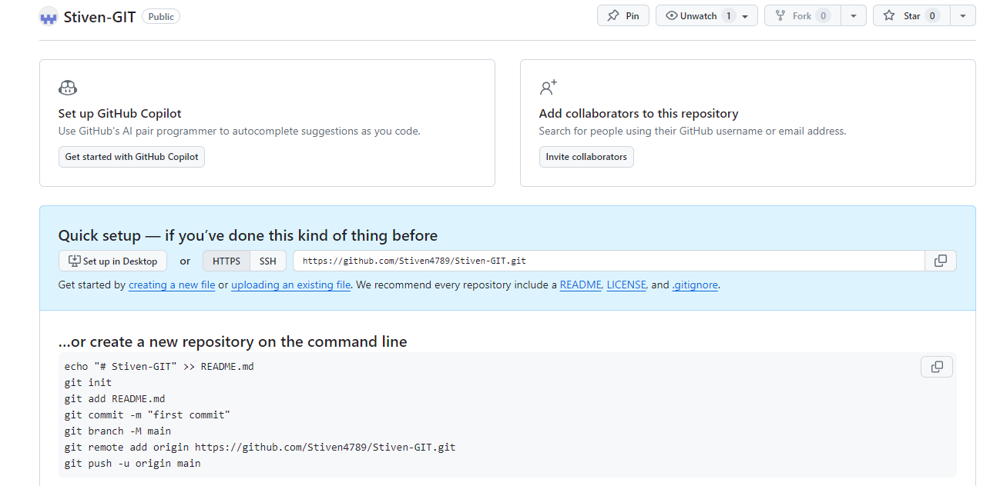 Stiven-GIT Public Pin Unwatch 1 Fork 0 Star 0
Set up GitHub Copilot
Use GitHub's AI pair programmer to autocomplete suggestions as you code.
Get started with GitHub Copilot
Add collaborators to this repository
Search for people using their GitHub username or email address.
Invite collaborators
Quick setup — if you’ve done this kind of thing before
Set up in Desktop or HTTPS SSH https://github.com/Stiven4789/Stiven-GIT.git
Get started by creating a new file or uploading an existing file. We recommend every repository include a README, LICENSE, and .gitignore.
…or create a new repository on the command line
echo "# Stiven-GIT" >> README.md
git init
git add README.md
git commit -m "first commit"
git branch -M main
git remote add origin https://github.com/Stiven4789/Stiven-GIT.git
git push -u origin main